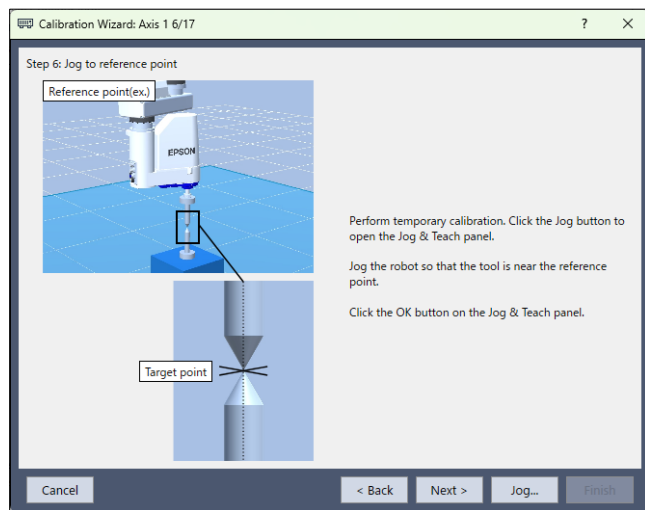 Calibration Wizard: Axis 1 6/17
?
Step 6: Jog to reference point
Reference point(ex.)
EPSON
Perform temporary calibration. Click the Jog button to
open the Jog & Teach panel.
Jog the robot so that the tool is near the reference
point.
Click the OK button on the Jog & Teach panel.
Target point
Cancel
< Back
Next >
Jog...
Finish